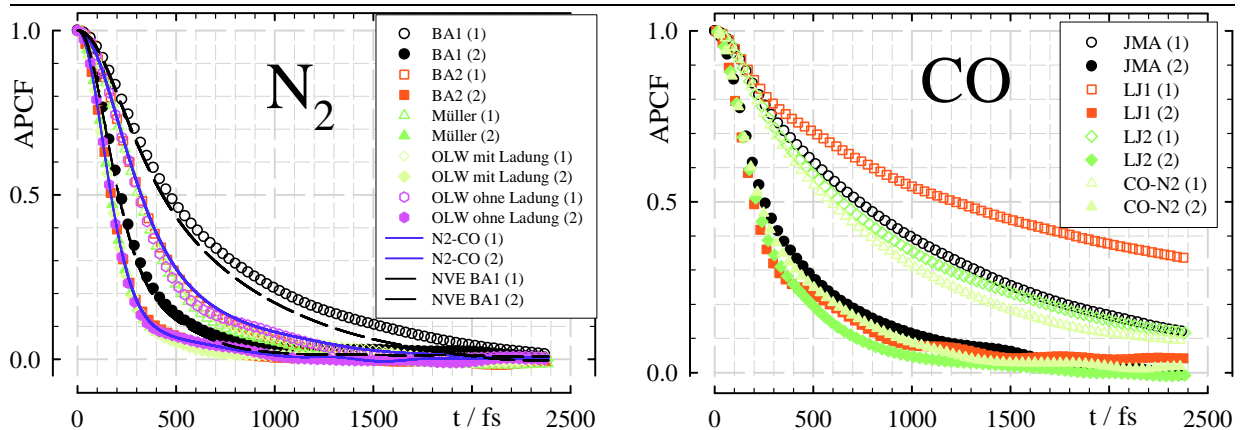 1.0
0.5
0.0
APCF
N2
BA1 (1)
BA1 (2)
BA2 (1)
BA2 (2)
Müller (1)
Müller (2)
OLW mit Ladung (1)
OLW mit Ladung (2)
OLW ohne Ladung (1)
OLW ohne Ladung (2)
N2-CO (1)
N2-CO (2)
NVE BA1 (1)
NVE BA1 (2)
0 500 1000 1500 t / fs 2500
1.0
0.5
0.0
APCF
CO
JMA (1)
JMA (2)
LJ1 (1)
LJ1 (2)
LJ2 (1)
LJ2 (2)
CO-N2 (1)
CO-N2 (2)
0 500 1000 1500 t / fs 2500